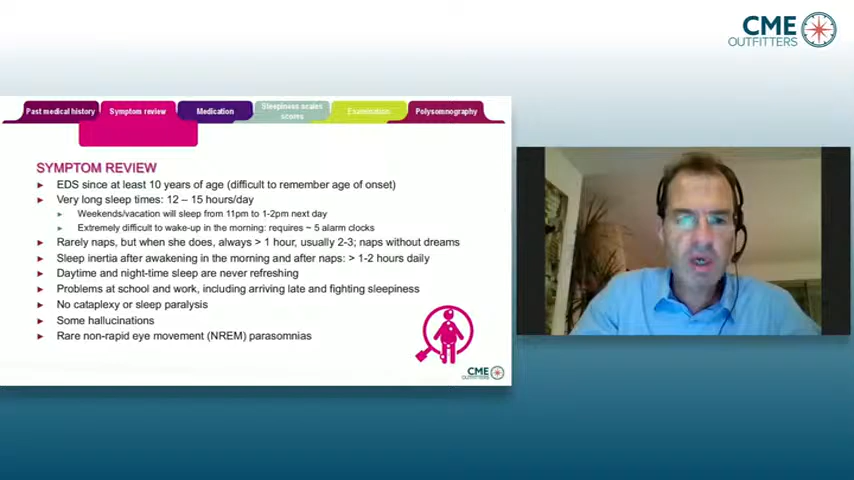 CME
OUTFITTERS
Past medical history
Symptom review
Medication
Sleepiness scales
scores
Examination
Polysomnography
SYMPTOM REVIEW
► EDS since at least 10 years of age (difficult to remember age of onset)
► Very long sleep times: 12 – 15 hours/day
► Weekends/vacation will sleep from 11pm to 1-2pm next day
► Extremely difficult to wake-up in the morning: requires ~ 5 alarm clocks
► Rarely naps, but when she does, always > 1 hour, usually 2-3; naps without dreams
► Sleep inertia after awakening in the morning and after naps: > 1-2 hours daily
► Daytime and night-time sleep are never refreshing
► Problems at school and work, including arriving late and fighting sleepiness
► No cataplexy or sleep paralysis
► Some hallucinations
► Rare non-rapid eye movement (NREM) parasomnias
CME
OUTFITTERS